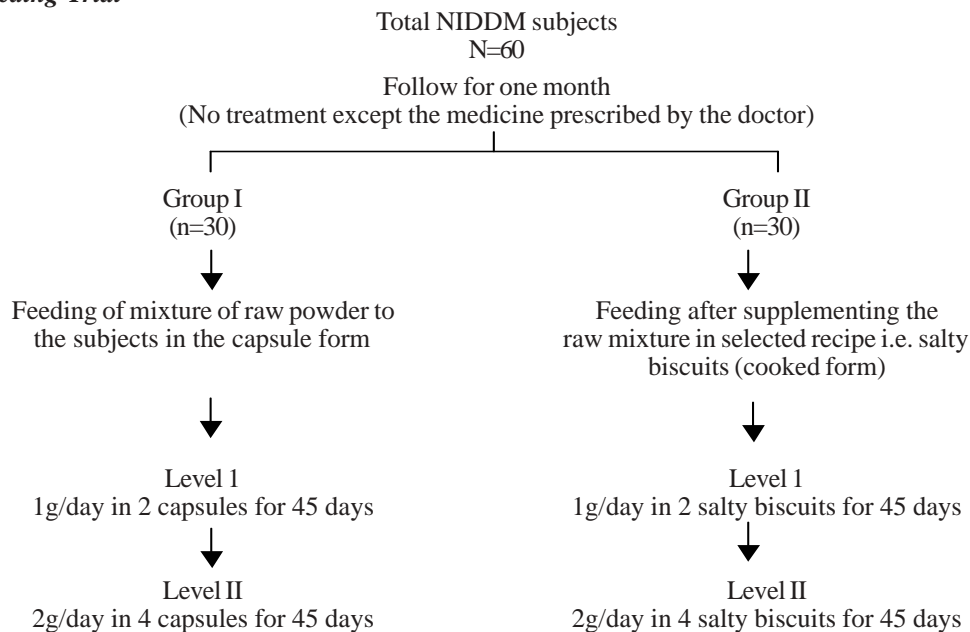 Trial
Total NIDDM subjects
N=60
Follow for one month
(No treatment except the medicine prescribed by the doctor)
Group I
(n=30)
Feeding of mixture of raw powder to
the subjects in the capsule form
Level 1
1g/day in 2 capsules for 45 days
Level II
2g/day in 4 capsules for 45 days
Group II
(n=30)
Feeding after supplementing the
raw mixture in selected recipe i.e. salty
biscuits (cooked form)
Level 1
1g/day in 2 salty biscuits for 45 days
Level II
2g/day in 4 salty biscuits for 45 days